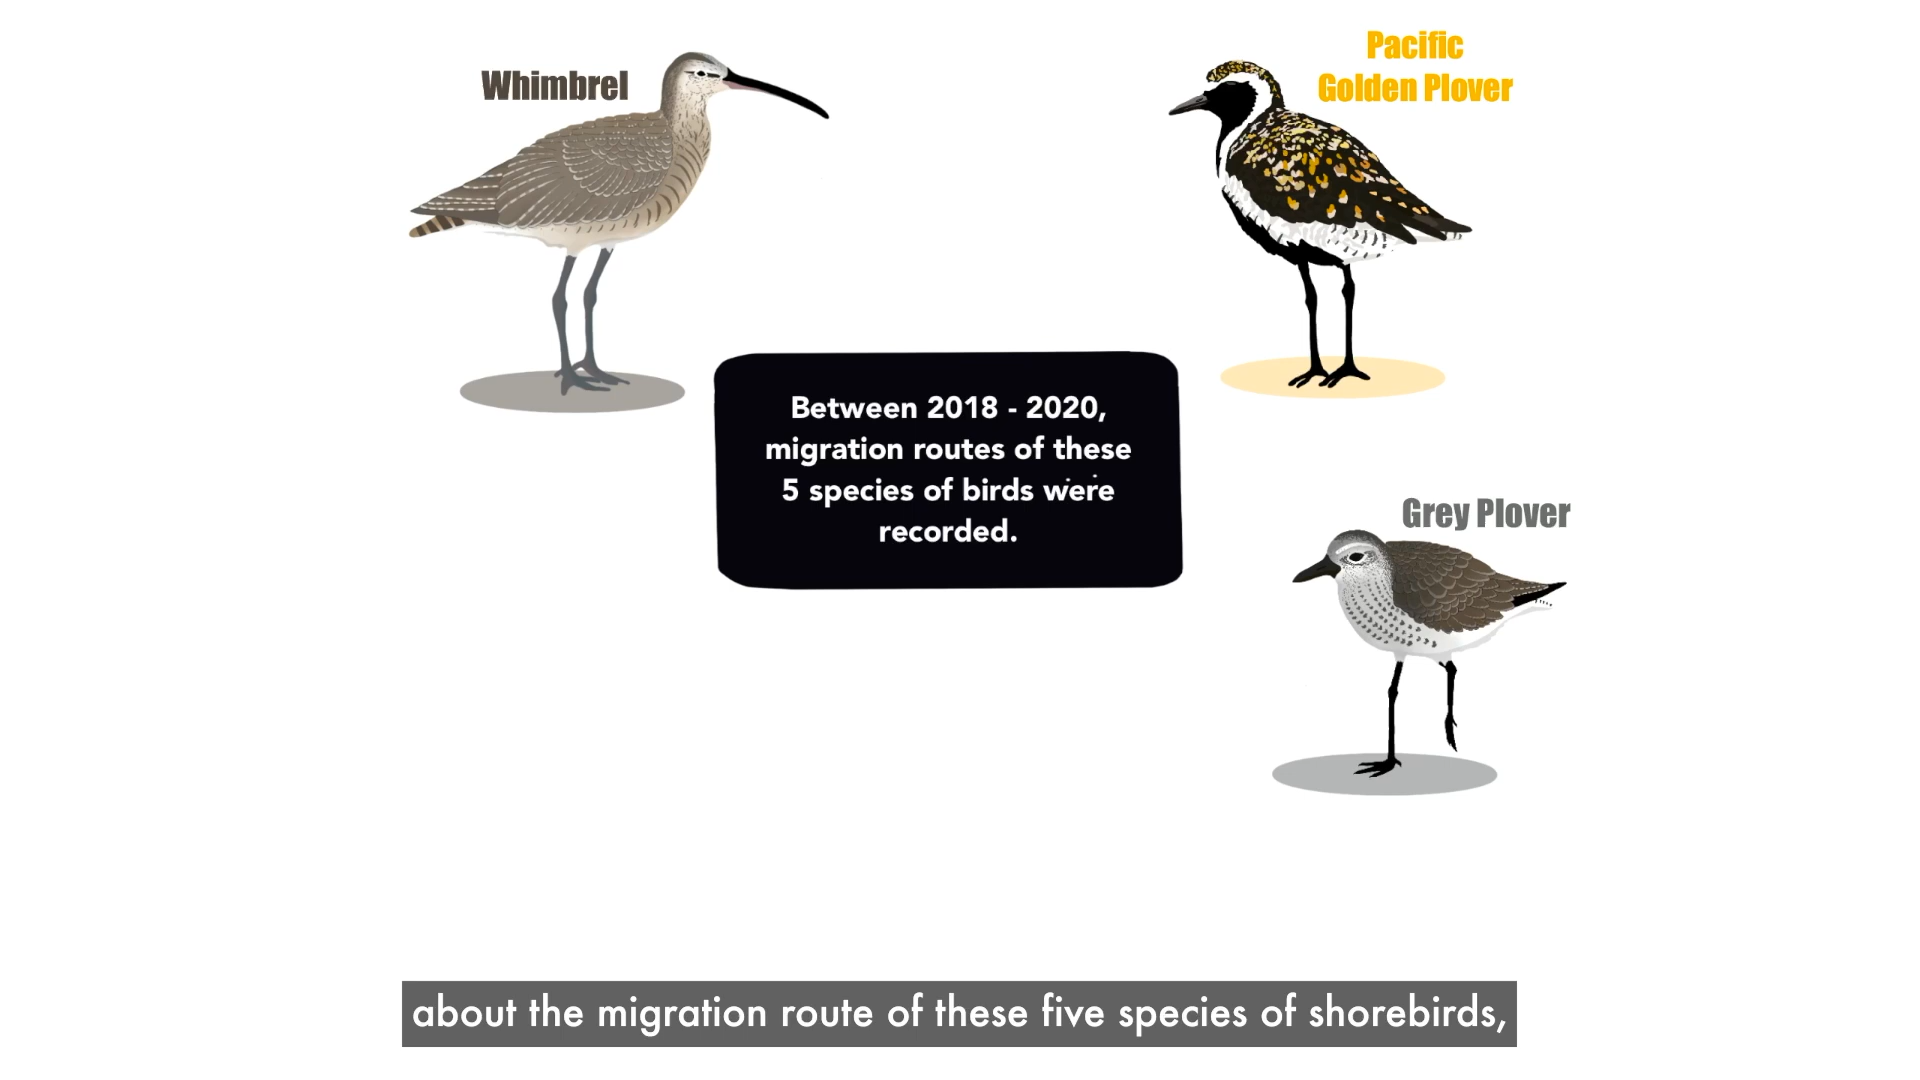 Whimbrel
Pacific
Golden Plover
Between 2018 - 2020,
migration routes of these
5 species of birds were
recorded.
Grey Plover
about the migration route of these five species of shorebirds,